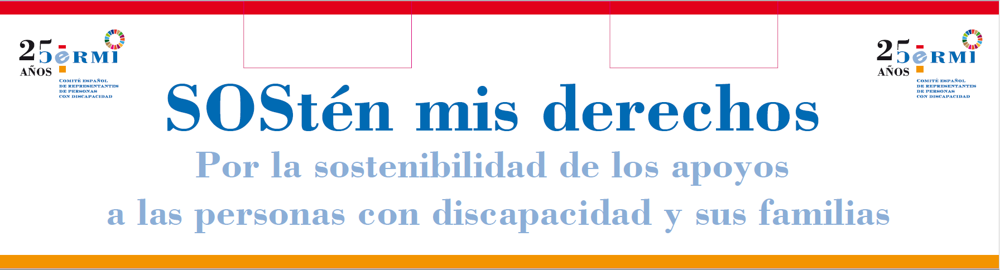 25 AÑOS
cermi
COMITÉ ESPAÑOL
DE REPRESENTANTES
DE PERSONAS
CON DISCAPACIDAD
25 AÑOS
cermi
COMITÉ ESPAÑOL
DE REPRESENTANTES
DE PERSONAS
CON DISCAPACIDAD
SOStén mis derechos
Por la sostenibilidad de los apoyos
a las personas con discapacidad y sus familias